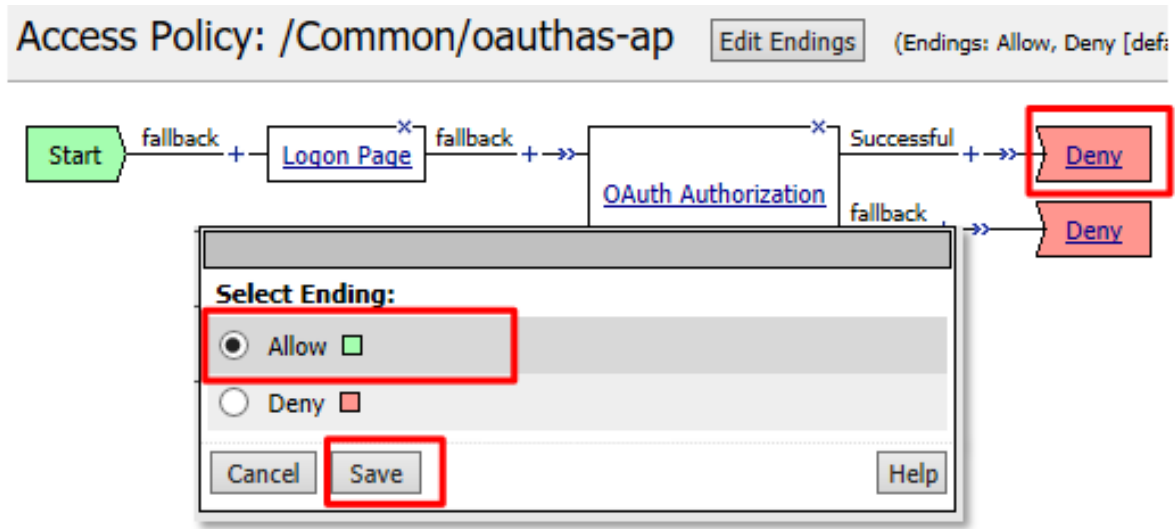 Access Policy: /Common/oauthas-ap Edit Endings (Endings: Allow, Deny [defa
Start fallback + Logon Page fallback + OAuth Authorization Successful + Deny
fallback + Deny
Select Ending:
Allow
Deny
Cancel Save Help